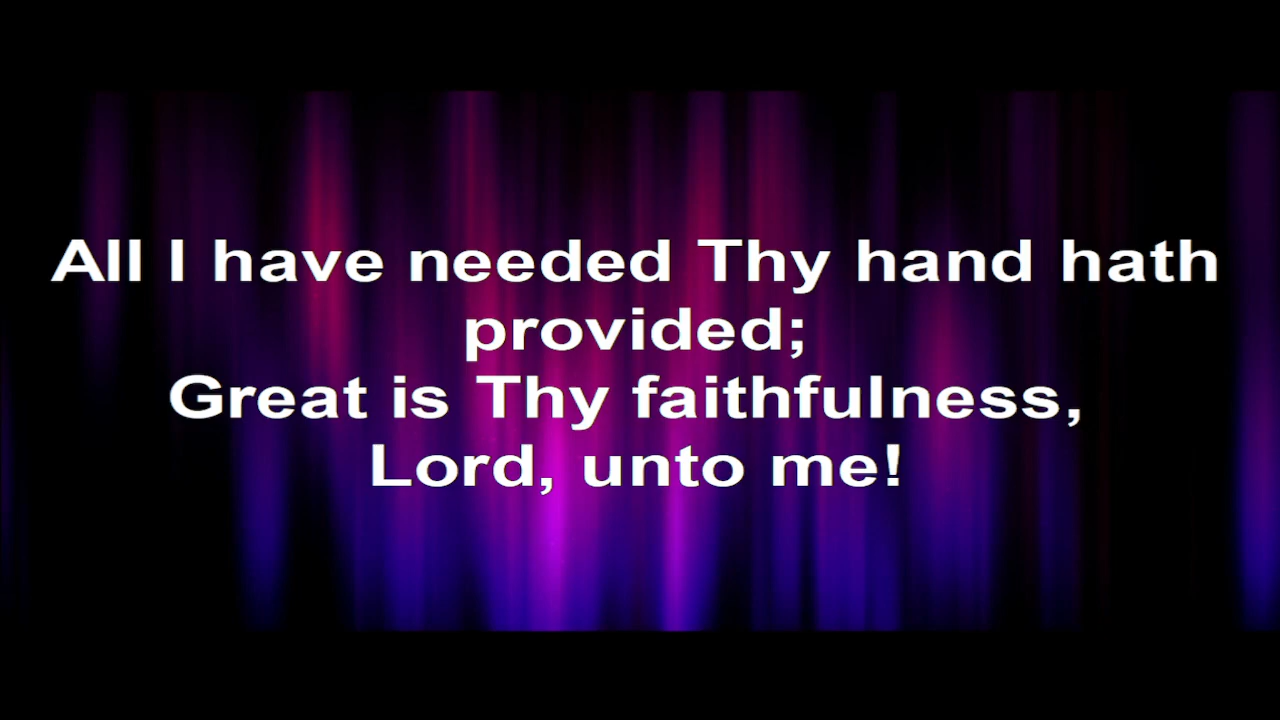 All I have needed Thy hand hath
provided;
Great is Thy faithfulness,
Lord, unto me!